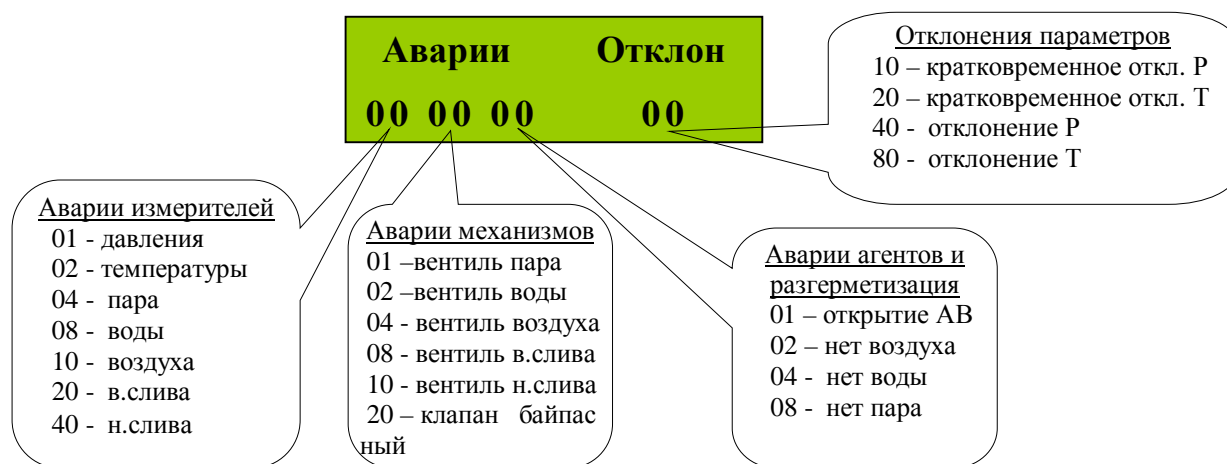 Аварии Отклон
00 00 00 00
Отклонения параметров
10 – кратковременное откл. Р
20 – кратковременное откл. Т
40 - отклонение Р
80 - отклонение Т
Аварии измерителей
01 - давления
02 - температуры
04 - пара
08 - воды
10 - воздуха
20 - в.слива
40 - н.слива
Аварии механизмов
01 –вентиль пара
02 –вентиль воды
04 - вентиль воздуха
08 - вентиль в.слива
10 - вентиль н.слива
20 – клапан байпас
ный
Аварии агентов и
разгерметизация
01 – открытие АВ
02 – нет воздуха
04 - нет воды
08 - нет пара